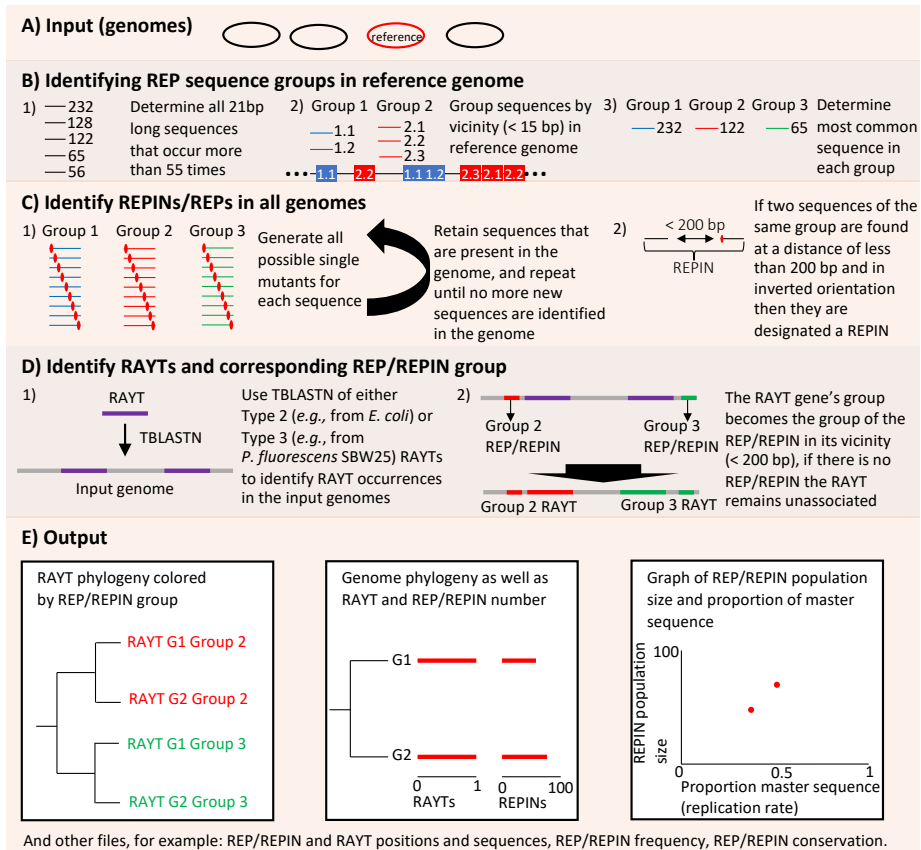 A) Input (genomes)
reference
B) Identifying REP sequence groups in reference genome
1)
232
128
122
65
56
Determine all 21bp
long sequences
that occur more
than 55 times
2)
Group 1
Group 2
1.1
1.2
2.1
2.2
2.3
Group sequences by
vicinity (< 15 bp) in
reference genome
••• 1.1 2.2 1.1 1.2 2.3 2.1 2.2 •••
3)
Group 1
Group 2
Group 3
232
122
65
Determine
most common
sequence
in each
group
C) Identify REPINs/REPs in all genomes
1)
Group 1
Group 2
Group 3
Generate all
possible single
mutants for
each sequence
Retain sequences that
are present in the
genome, and repeat
until no more new
sequences are identified
in the genome
2)
< 200 bp
REPIN
If two sequences of the
same group are found
at a distance of less
than 200 bp and in
inverted orientation
then they are
designated a REPIN
D) Identify RAYTs and corresponding REP/REPIN group
1)
RAYT
TBLASTN
Input genome
Use TBLASTN of either
Type 2 (e.g., from E. coli) or
Type 3 (e.g., from
P. fluorescens SBW25) RAYTs
to identify RAYT occurrences
in the input genomes
2)
Group 2
REP/REPIN
Group 3
REP/REPIN
Group 2 RAYT
Group 3 RAYT
The RAYT gene's group
becomes the group of the
REP/REPIN in its vicinity
(< 200 bp), if there is no
REP/REPIN the RAYT
remains unassociated
E) Output
RAYT phylogeny colored
by REP/REPIN group
RAYT G1 Group 2
RAYT G2 Group 2
RAYT G1 Group 3
RAYT G2 Group 3
Genome phylogeny as well as
RAYT and REP/REPIN number
G1
G2
0 1
RAYTs
0 100
REPINs
Graph of REP/REPIN population
size and proportion of master
sequence
REPIN population
size
100
0 0.5 1
Proportion master sequence
(replication rate)
And other files, for example: REP/REPIN and RAYT positions and sequences, REP/REPIN frequency, REP/REPIN conservation.